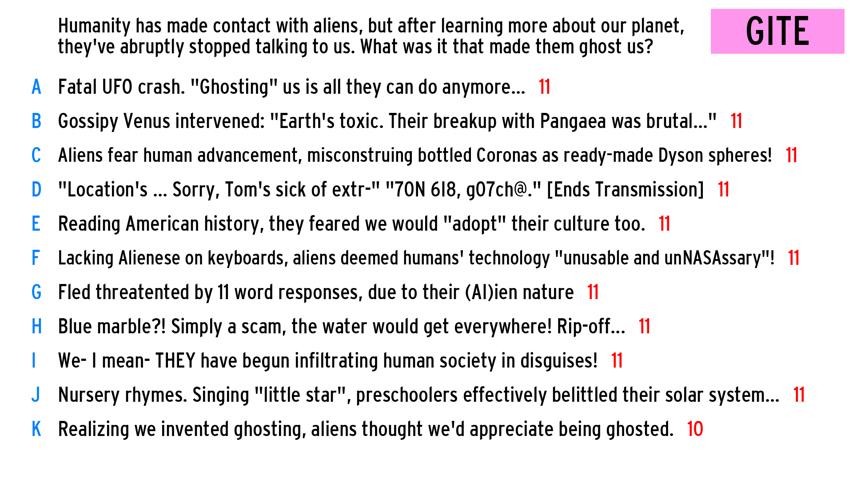 Humanity has made contact with aliens, but after learning more about our planet,
they've abruptly stopped talking to us. What was it that made them ghost us?
GITE
A Fatal UFO crash. "Ghosting" us is all they can do anymore... 11
B Gossipy Venus intervened: "Earth's toxic. Their breakup with Pangaea was brutal..." 11
C Aliens fear human advancement, misconstruing bottled Coronas as ready-made Dyson spheres! 11
D "Location's ... Sorry, Tom's sick of extr-" "70N 6I8, g07ch@." [Ends Transmission] 11
E Reading American history, they feared we would "adopt" their culture too. 11
F Lacking Alienese on keyboards, aliens deemed humans' technology "unusable and unNASAssary"! 11
G Fled threatented by 11 word responses, due to their (AI)ien nature 11
H Blue marble?! Simply a scam, the water would get everywhere! Rip-off... 11
I We- I mean- THEY have begun infiltrating human society in disguises! 11
J Nursery rhymes. Singing "little star", preschoolers effectively belittled their solar system... 11
K Realizing we invented ghosting, aliens thought we'd appreciate being ghosted. 10